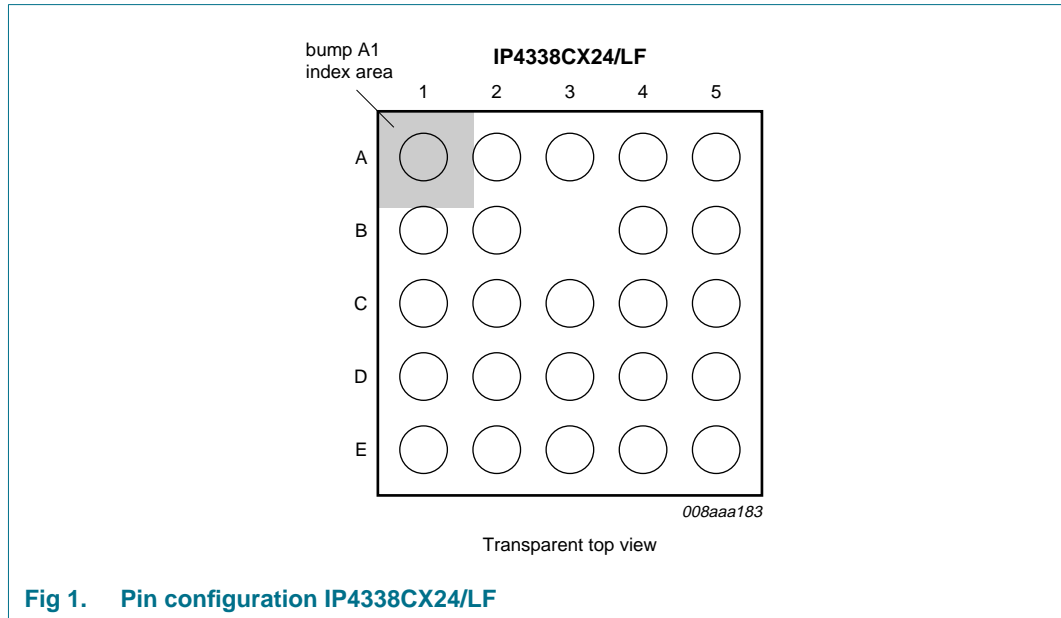 bump A1
index area
IP4338CX24/LF
1 2 3 4 5
A
B
C
D
E
008aaa183
Transparent top view
Fig 1. Pin configuration IP4338CX24/LF